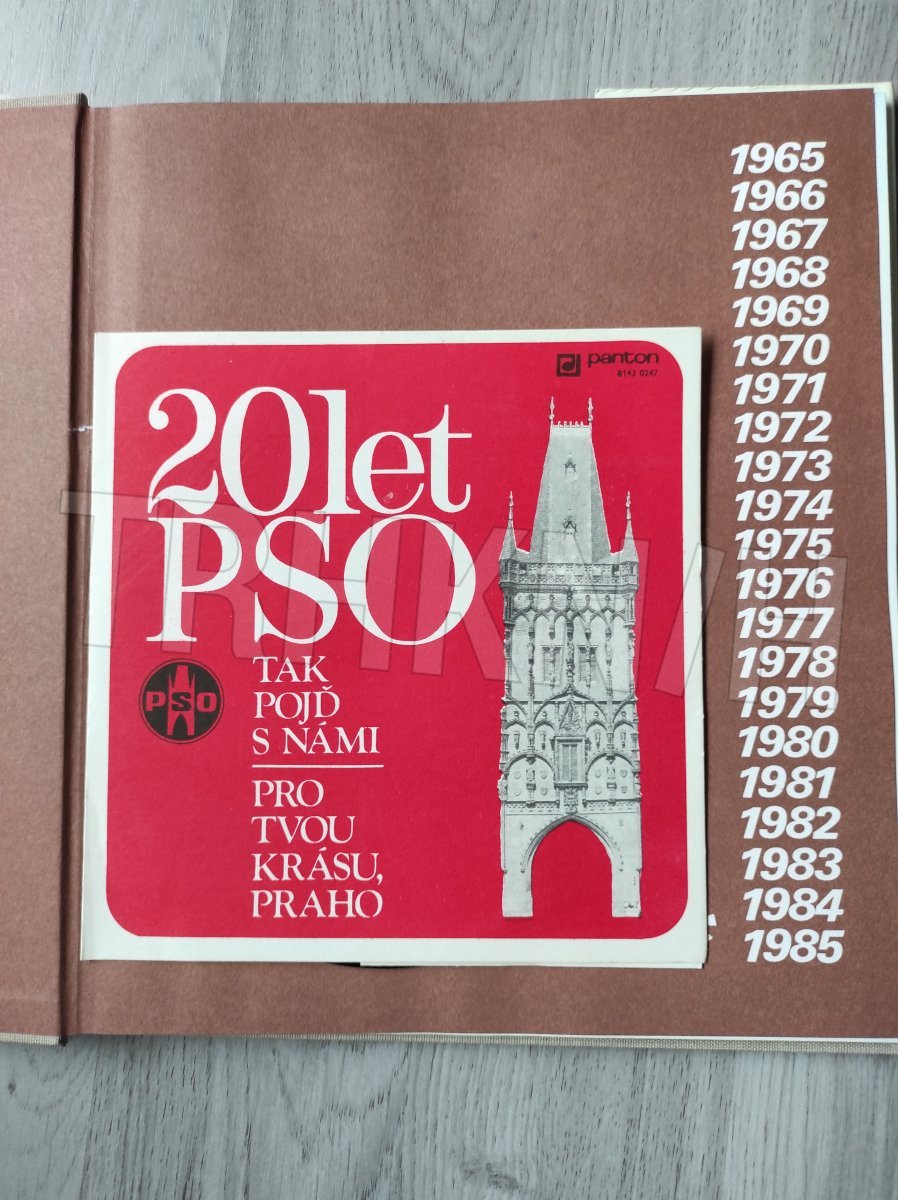 1965
1966
1967
1968
1969
1970
1971
1972
1973
1974
1975
1976
1977
1978
1979
1980
1981
1982
1983
1984
1985
panton
8143 0247
20let
PSO
PSO
TAK
POJĎ
S NÁMI
PRO
TVOU
KRÁSU,
PRAHO